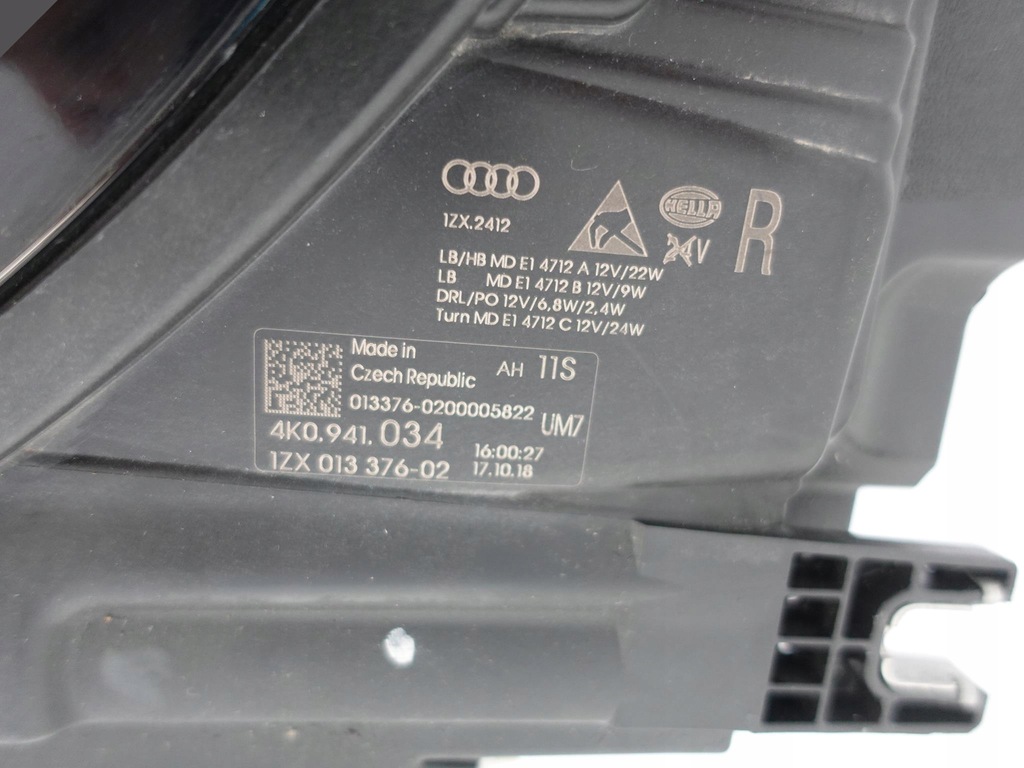 1ZX.2412
HELLA
24V
R
LB/HB MD E1 4712 A 12V/22W
LB MD E1 4712 B 12V/9W
DRL/PO 12V/6,8W/2,4W
Turn MD E1 4712 C 12V/24W
Made in
Czech Republic
AH 11S
013376-0200005822
UM7
4K0.941.034
16:00:27
1ZX 013 376-02
17.10.18